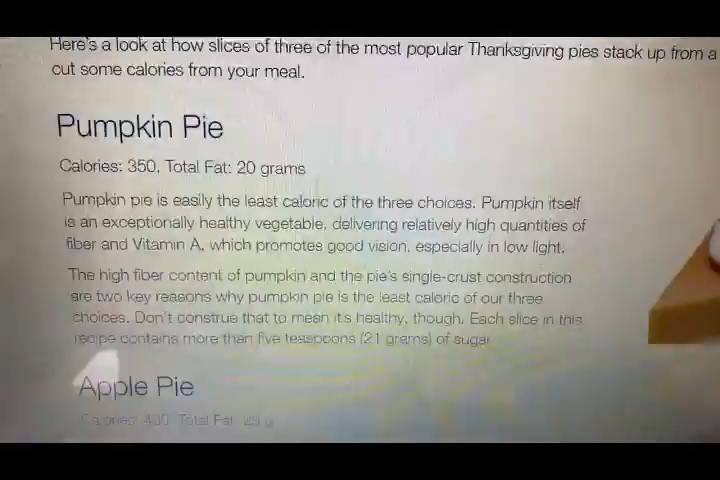 Here's a look at how slices of three of the most popular Thanksgiving pies stack up from a
cut some calories from your meal.
Pumpkin Pie
Calories: 350, Total Fat: 20 grams
Pumpkin pie is easily the least caloric of the three choices. Pumpkin itself
is an exceptionally healthy vegetable, delivering relatively high quantities of
fiber and Vitamin A, which promotes good vision, especially in low light.
The high fiber content of pumpkin and the pie's single-crust construction
are two key reasons why pumpkin pie is the least caloric of our three
choices. Don't construe that to mean it's healthy, though. Each slice in this
recipe contains more than five teaspoons (21 grams) of sugar.
Apple Pie
Calories: Total Fat: